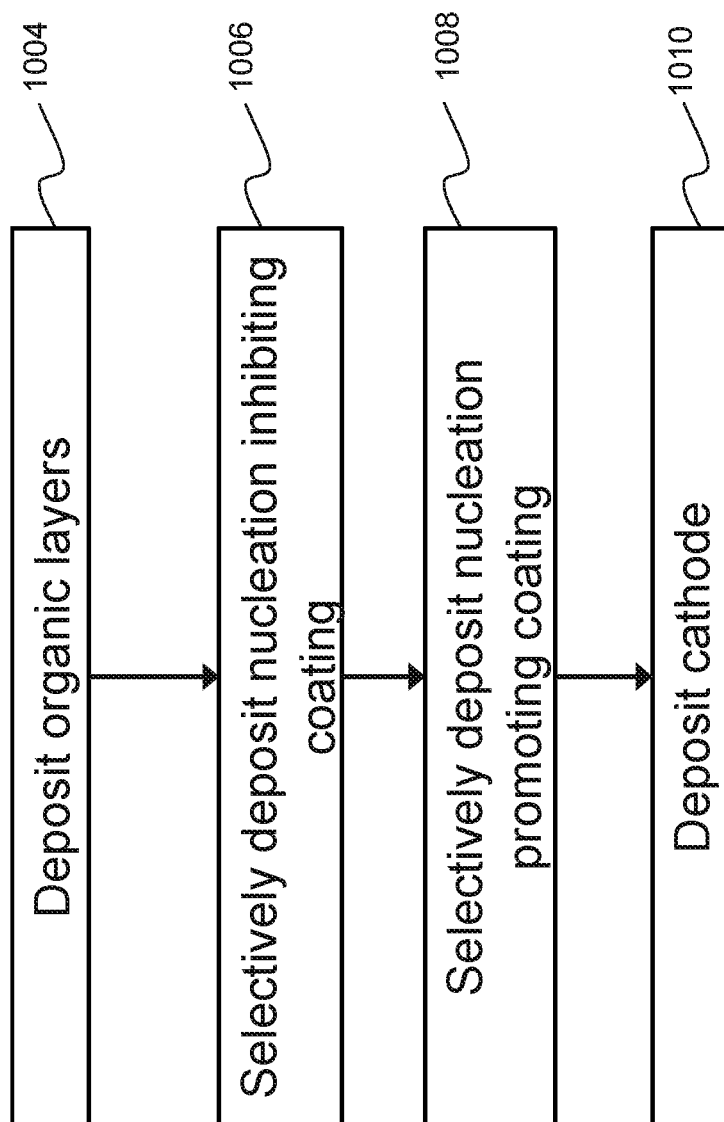 Deposit organic layers
1004
Selectively deposit nucleation inhibiting
coating
1006
Selectively deposit nucleation
promoting coating
1008
Deposit cathode
1010